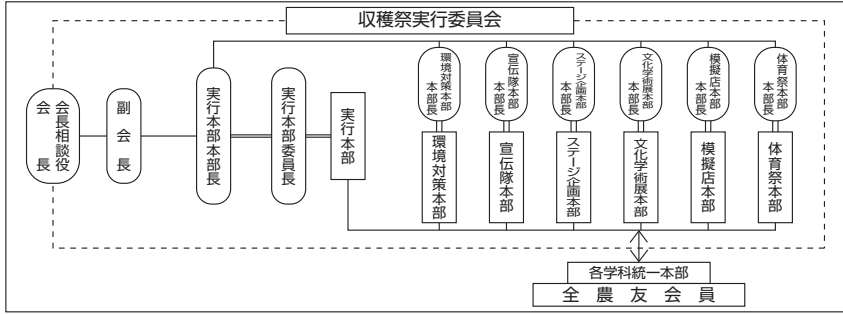 収穫祭実行委員会
会長相談役
会長
副会長
実行本部本部長
実行本部委員長
実行本部
環境対策本部
本部長
宣伝隊本部
本部長
ステージ企画本部
本部長
文化学術展本部
本部長
模擬店本部
本部長
体育祭本部
本部長
環境対策本部
宣伝隊本部
ステージ企画本部
文化学術展本部
模擬店本部
体育祭本部
各学科統一本部
全農友会員